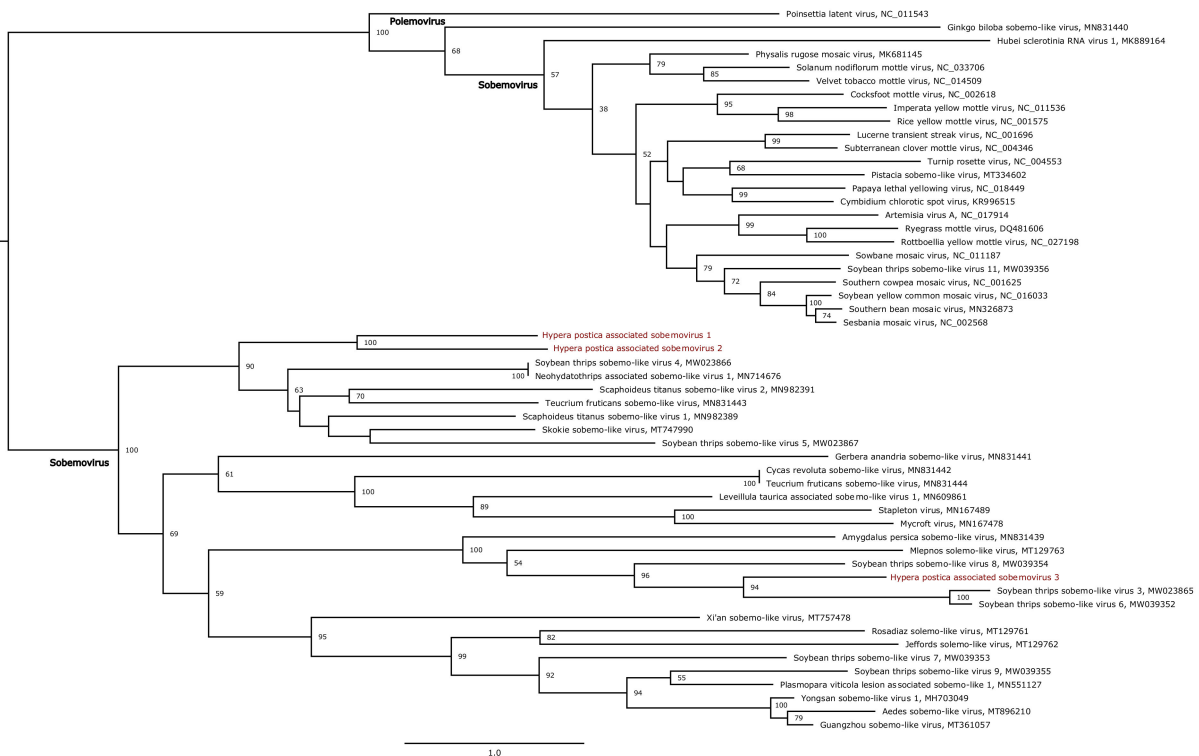 Poinsettia latent virus, NC_011543
Polemovirus
Ginkgo biloba sobemo-like virus, MN831440
100
Hubei sclerotinia RNA virus 1, MK889164
68
Physalis rugose mosaic virus, MK681145
79
Solanum nodiflorum mottle virus, NC_033706
57
85
Velvet tobacco mottle virus, NC_014509
Sobemovirus
Cocksfoot mottle virus, NC_002618
95
Imperata yellow mottle virus, NC_011536
38
98
Rice yellow mottle virus, NC_001575
Lucerne transient streak virus, NC_001696
99
Subterranean clover mottle virus, NC_004346
52
Turnip rosette virus, NC_004553
68
Pistacia sobemo-like virus, MT334602
Papaya lethal yellowing virus, NC_018449
99
Cymbidium chlorotic spot virus, KR996515
Artemisia virus A, NC_017914
99
Ryegrass mottle virus, DQ481606
100
Rottboellia yellow mottle virus, NC_027198
Sowbane mosaic virus, NC_011187
79
Soybean thrips sobemo-like virus 11, MW039356
72
Southern cowpea mosaic virus, NC_001625
84
Soybean yellow common mosaic virus, NC_016033
100
Southern bean mosaic virus, MN326873
74
Sesbania mosaic virus, NC_002568
Hypera postica associated sobemovirus 1
100
Hypera postica associated sobemovirus 2
90
Soybean thrips sobemo-like virus 4, MW023866
100
Neohydatothrips associated sobemo-like virus 1, MN714676
63
Scaphoideus titanus sobemo-like virus 2, MN982391
70
Teucrium fruticans sobemo-like virus, MN831443
Scaphoideus titanus sobemo-like virus 1, MN982389
Skokie sobemo-like virus, MT747990
Soybean thrips sobemo-like virus 5, MW023867
100
Gerbera anandria sobemo-like virus, MN831441
Sobemovirus
61
Cycas revoluta sobemo-like virus, MN831442
100
Teucrium fruticans sobemo-like virus, MN831444
100
Leveillula taurica associated sobemo-like virus 1, MN609861
89
Stapleton virus, MN167489
100
Mycroft virus, MN167478
69
Amygdalus persica sobemo-like virus, MN831439
100
Mlepnos solemo-like virus, MT129763
54
Soybean thrips sobemo-like virus 8, MW039354
96
Hypera postica associated sobemovirus 3
94
Soybean thrips sobemo-like virus 3, MW023865
59
100
Soybean thrips sobemo-like virus 6, MW039352
Xi'an sobemo-like virus, MT757478
95
Rosadiaz solemo-like virus, MT129761
82
Jeffords solemo-like virus, MT129762
99
Soybean thrips sobemo-like virus 7, MW039353
92
Soybean thrips sobemo-like virus 9, MW039355
55
Plasmopara viticola lesion associated sobemo-like 1, MN551127
94
Yongsan sobemo-like virus 1, MH703049
100
Aedes sobemo-like virus, MT896210
79
Guangzhou sobemo-like virus, MT361057
1.0